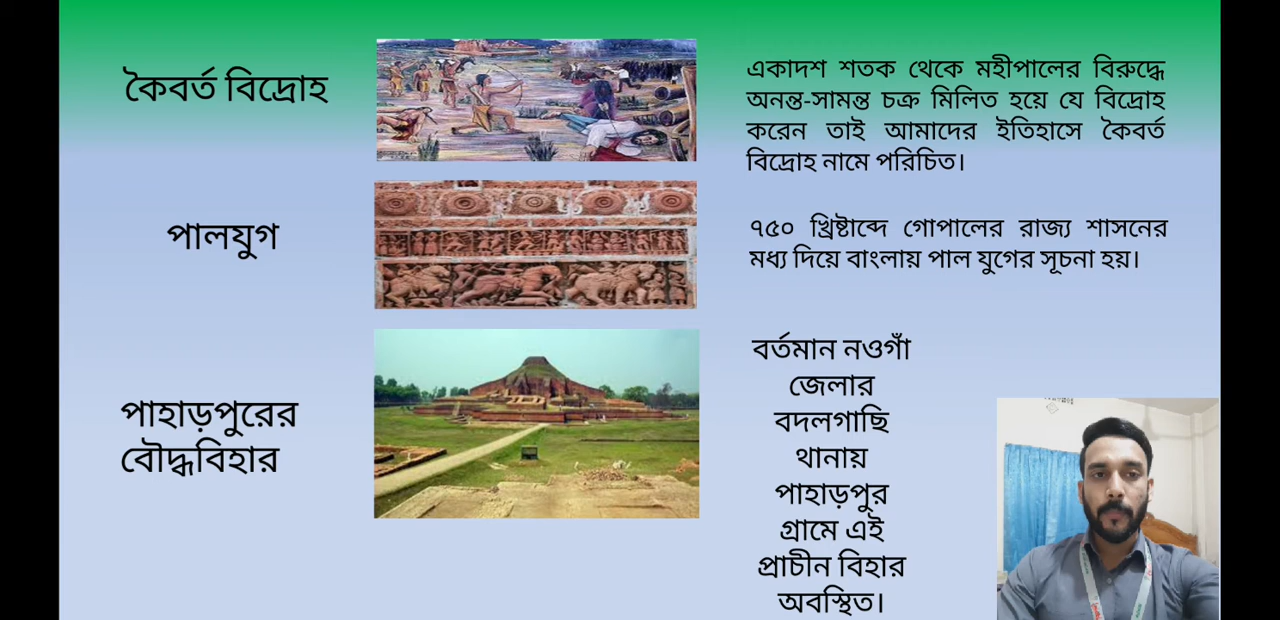 কৈবর্ত বিদ্রোহ
একাদশ শতক থেকে মহীপালের বিরুদ্ধে
অনন্ত-সামন্ত চক্র মিলিত হয়ে যে বিদ্রোহ
করেন তাই আমাদের ইতিহাসে কৈবর্ত
বিদ্রোহ নামে পরিচিত।
পালযুগ
৭৫০ খ্রিষ্টাব্দে গোপালের রাজ্য শাসনের
মধ্য দিয়ে বাংলায় পাল যুগের সূচনা হয়।
পাহাড়পুরের
বৌদ্ধবিহার
বর্তমান নওগাঁ
জেলার
বদলগাছি
থানায়
পাহাড়পুর
গ্রামে এই
প্রাচীন বিহার
অবস্থিত।